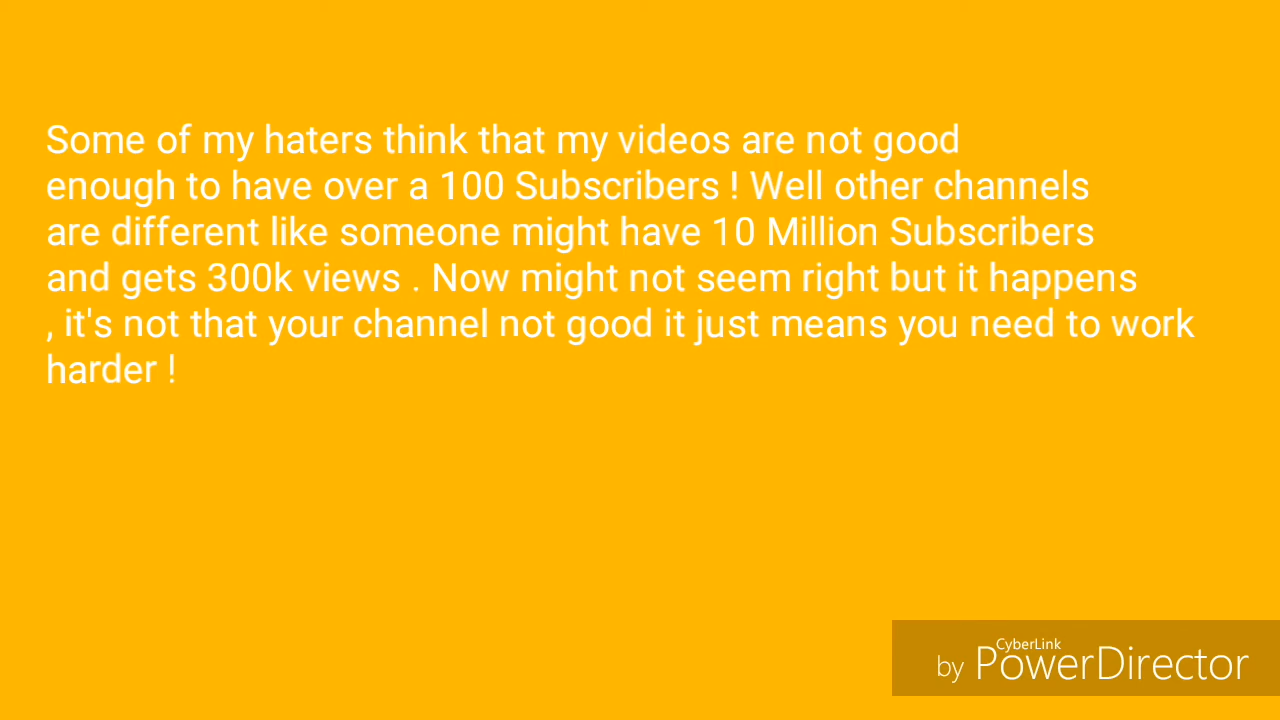 Some of my haters think that my videos are not good
enough to have over a 100 Subscribers ! Well other channels
are different like someone might have 10 Million Subscribers
and gets 300k views . Now might not seem right but it happens
, it's not that your channel not good it just means you need to work
harder !
CyberLink
by PowerDirector